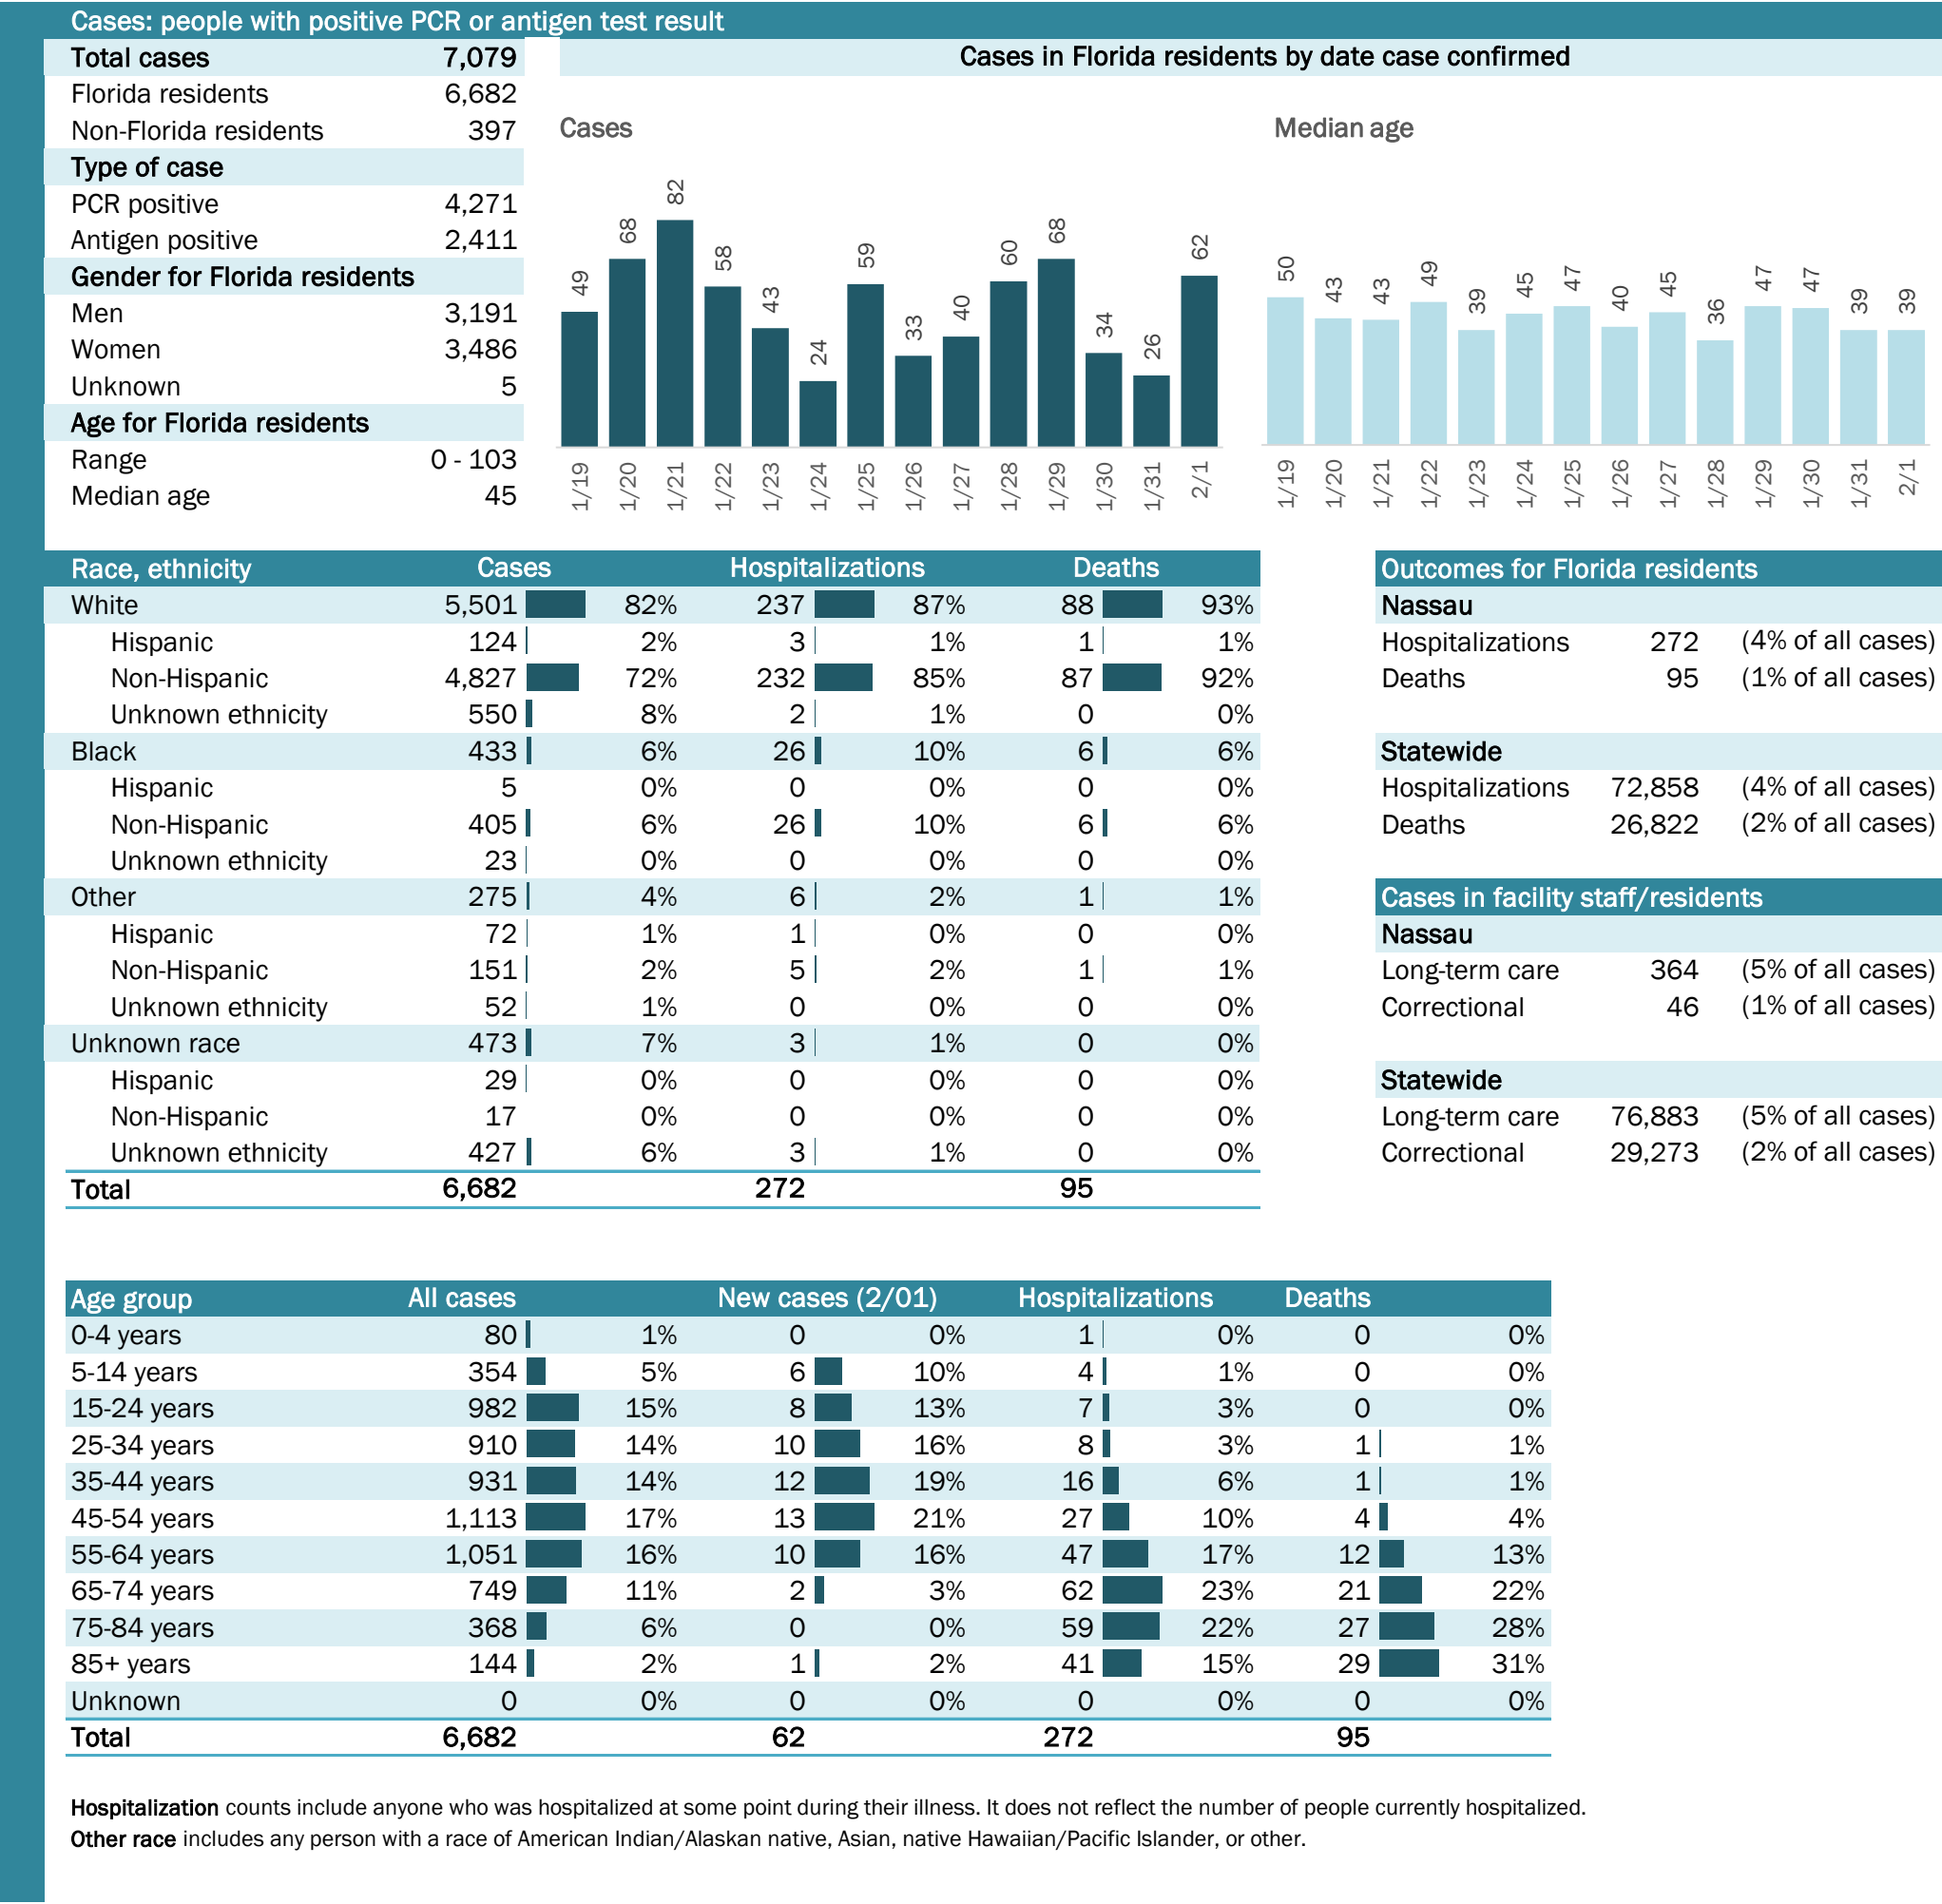 Cases: people with positive PCR or antigen test result
Total cases 7,079
Florida residents 6,682
Non-Florida residents 397
Type of case
PCR positive 4,271
Antigen positive 2,411
Gender for Florida residents
Men 3,191
Women 3,486
Unknown 5
Age for Florida residents
Range 0 - 103
Median age 45
Cases in Florida residents by date case confirmed
Cases
49 68 82 58 43 24 59 33 40 60 68 34 26 62
1/19 1/20 1/21 1/22 1/23 1/24 1/25 1/26 1/27 1/28 1/29 1/30 1/31 2/1
Median age
50 43 43 49 39 45 47 40 45 36 47 47 39 39
1/19 1/20 1/21 1/22 1/23 1/24 1/25 1/26 1/27 1/28 1/29 1/30 1/31 2/1
Race, ethnicity Cases Hospitalizations Deaths
White 5,501 82% 237 87% 88 93%
Hispanic 124 2% 3 1% 1 1%
Non-Hispanic 4,827 72% 232 85% 87 92%
Unknown ethnicity 550 8% 2 1% 0 0%
Black 433 6% 26 10% 6 6%
Hispanic 5 0% 0 0% 0 0%
Non-Hispanic 405 6% 26 10% 6 6%
Unknown ethnicity 23 0% 0 0% 0 0%
Other 275 4% 6 2% 1 1%
Hispanic 72 1% 1 0% 0 0%
Non-Hispanic 151 2% 5 2% 1 1%
Unknown ethnicity 52 1% 0 0% 0 0%
Unknown race 473 7% 3 1% 0 0%
Hispanic 29 0% 0 0% 0 0%
Non-Hispanic 17 0% 0 0% 0 0%
Unknown ethnicity 427 6% 3 1% 0 0%
Total 6,682 272 95
Outcomes for Florida residents
Nassau
Hospitalizations 272 (4% of all cases)
Deaths 95 (1% of all cases)
Statewide
Hospitalizations 72,858 (4% of all cases)
Deaths 26,822 (2% of all cases)
Cases in facility staff/residents
Nassau
Long-term care 364 (5% of all cases)
Correctional 46 (1% of all cases)
Statewide
Long-term care 76,883 (5% of all cases)
Correctional 29,273 (2% of all cases)
Age group All cases New cases (2/01) Hospitalizations Deaths
0-4 years 80 1% 0 0% 1 0% 0 0%
5-14 years 354 5% 6 10% 4 1% 0 0%
15-24 years 982 15% 8 13% 7 3% 0 0%
25-34 years 910 14% 10 16% 8 3% 1 1%
35-44 years 931 14% 12 19% 16 6% 1 1%
45-54 years 1,113 17% 13 21% 27 10% 4 4%
55-64 years 1,051 16% 10 16% 47 17% 12 13%
65-74 years 749 11% 2 3% 62 23% 21 22%
75-84 years 368 6% 0 0% 59 22% 27 28%
85+ years 144 2% 1 2% 41 15% 29 31%
Unknown 0 0% 0 0% 0 0% 0 0%
Total 6,682 62 272 95
Hospitalization counts include anyone who was hospitalized at some point during their illness. It does not reflect the number of people currently hospitalized.
Other race includes any person with a race of American Indian/Alaskan native, Asian, native Hawaiian/Pacific Islander, or other.